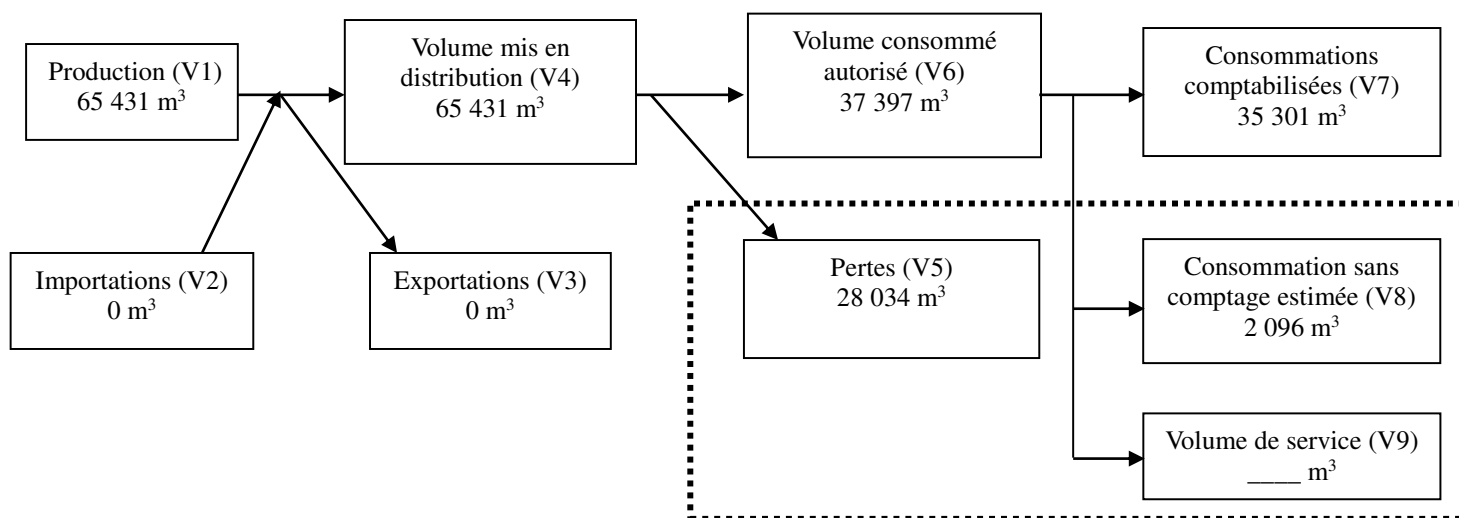 Production (V1)
65 431 m³
Volume mis en
distribution (V4)
65 431 m³
Volume consommé
autorisé (V6)
37 397 m³
Consommations
comptabilisées (V7)
35 301 m³
Importations (V2)
0 m³
Exportations (V3)
0 m³
Pertes (V5)
28 034 m³
Consommation sans
comptage estimée (V8)
2 096 m³
Volume de service (V9)
____ m³